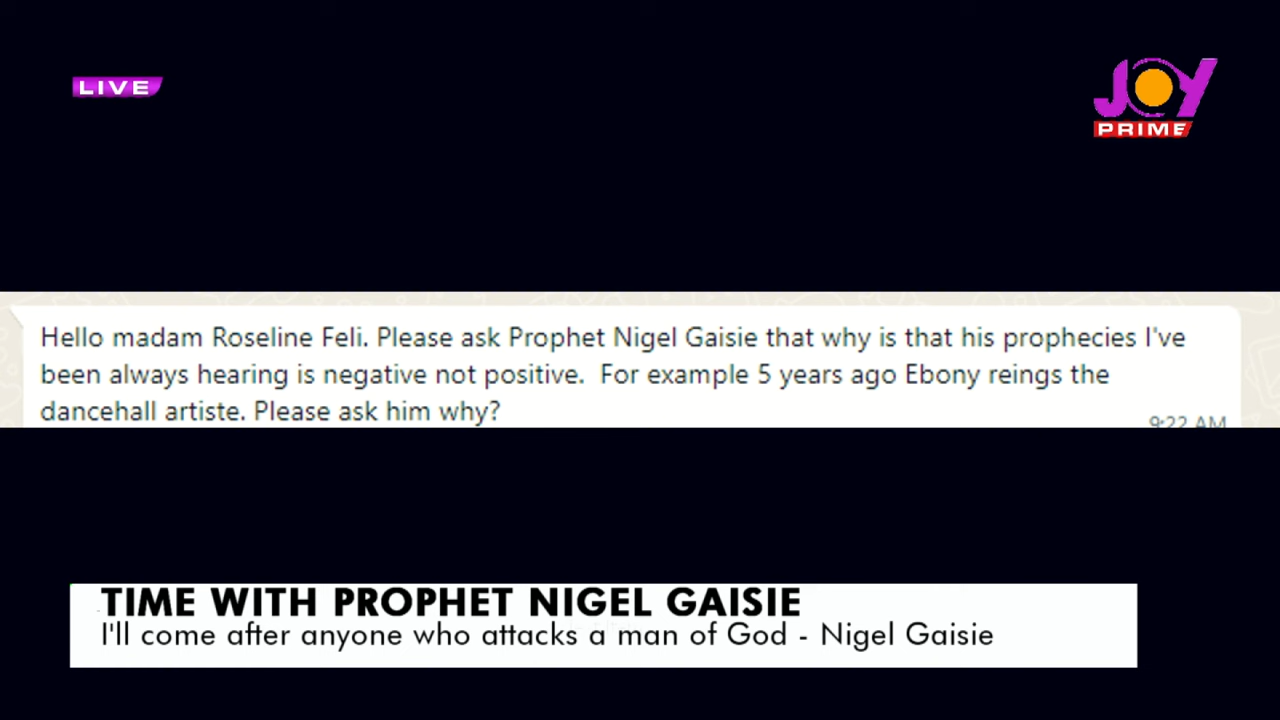 LIVE
JOY
PRIME
Hello madam Roseline Feli. Please ask Prophet Nigel Gaisie that why is that his prophecies I've
been always hearing is negative not positive.  For example 5 years ago Ebony reings the
dancehall artiste. Please ask him why?
9:22 AM
TIME WITH PROPHET NIGEL GAISIE
I'll come after anyone who attacks a man of God - Nigel Gaisie